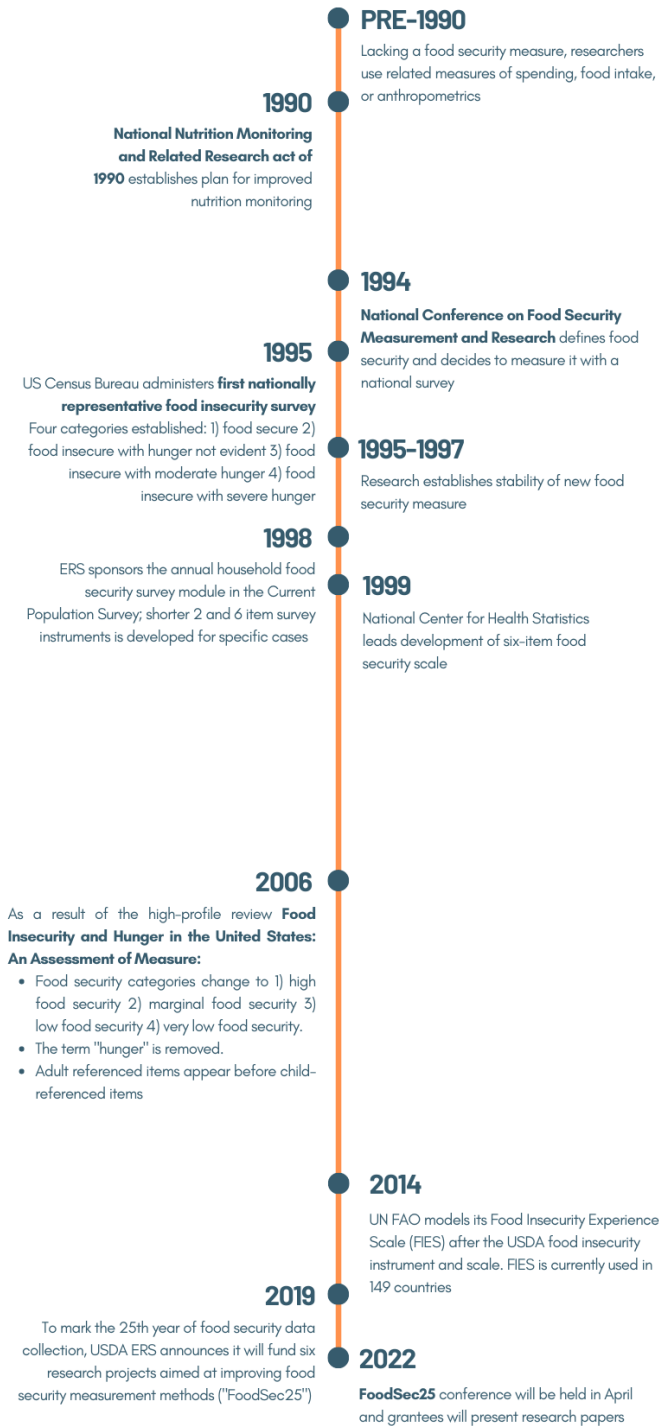 PRE-1990
Lacking a food security measure, researchers
use related measures of spending, food intake,
or anthropometrics
1990
National Nutrition Monitoring
and Related Research act of
1990 establishes plan for improved
nutrition monitoring
1994
National Conference on Food Security
Measurement and Research defines food
security and decides to measure it with a
national survey
1995
US Census Bureau administers first nationally
representative food insecurity survey
Four categories established: 1) food secure 2)
food insecure with hunger not evident 3) food
insecure with moderate hunger 4) food
insecure with severe hunger
1995-1997
Research establishes stability of new food
security measure
1998
ERS sponsors the annual household food
security survey module in the Current
Population Survey; shorter 2 and 6 item survey
instruments is developed for specific cases
1999
National Center for Health Statistics
leads development of six-item food
security scale
2006
As a result of the high-profile review Food
Insecurity and Hunger in the United States:
An Assessment of Measure:
• Food security categories change to 1) high
food security 2) marginal food security 3)
low food security 4) very low food security.
• The term "hunger" is removed.
• Adult referenced items appear before child-
referenced items
2014
UN FAO models its Food Insecurity Experience
Scale (FIES) after the USDA food insecurity
instrument and scale. FIES is currently used in
149 countries
2019
To mark the 25th year of food security data
collection, USDA ERS announces it will fund six
research projects aimed at improving food
security measurement methods ("FoodSec25")
2022
FoodSec25 conference will be held in April
and grantees will present research papers